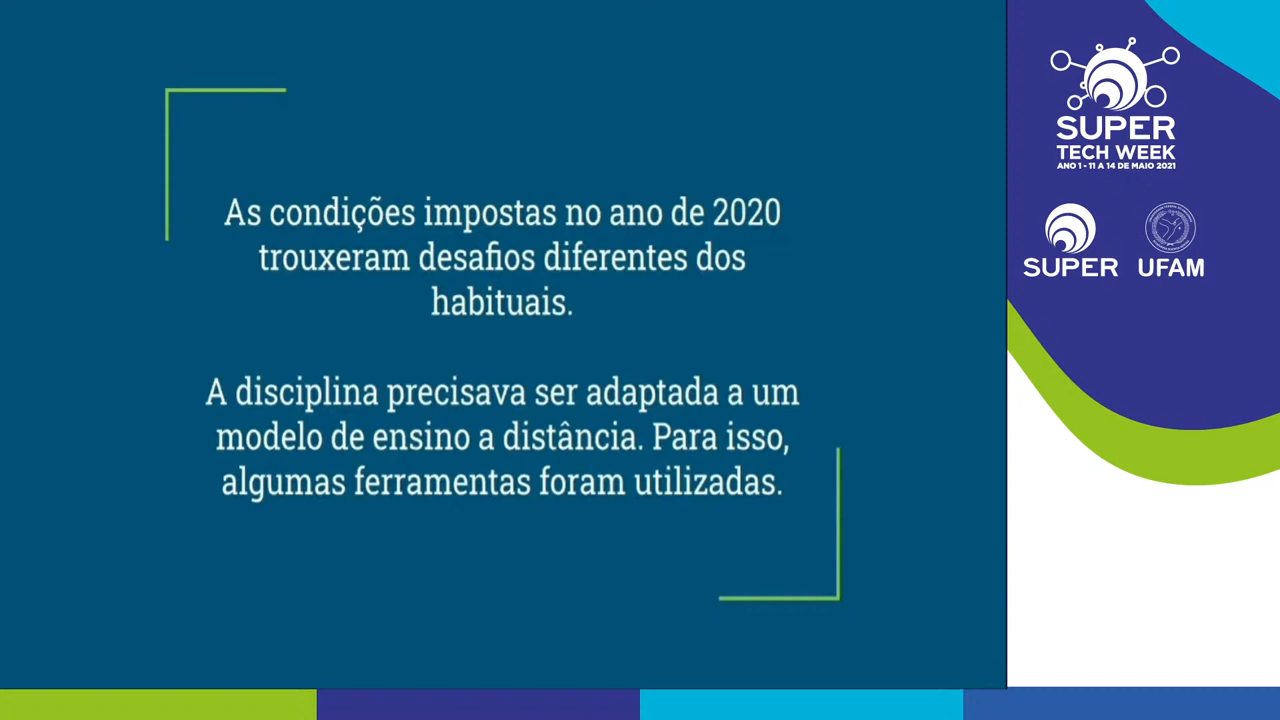 As condições impostas no ano de 2020
trouxeram desafios diferentes dos
habituais.
A disciplina precisava ser adaptada a um
modelo de ensino a distância. Para isso,
algumas ferramentas foram utilizadas.
SUPER
TECH WEEK
ANO 1 - 11 A 14 DE MAIO 2021
SUPER
UFAM